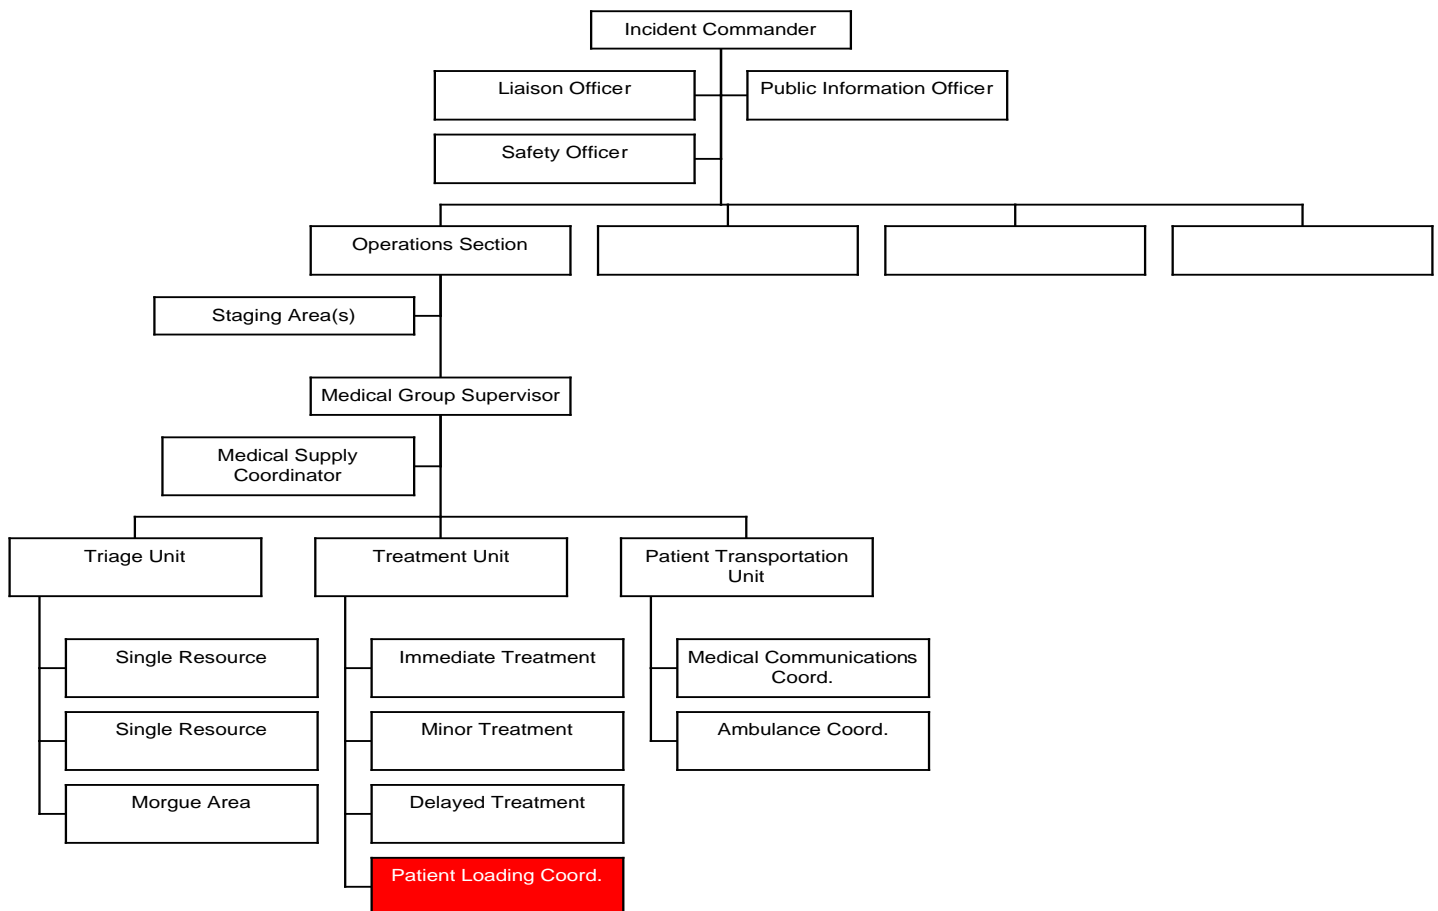 Incident Commander
Liaison Officer
Public Information Officer
Safety Officer
Operations Section
Staging Area(s)
Medical Group Supervisor
Medical Supply
Coordinator
Triage Unit
Treatment Unit
Patient Transportation
Unit
Single Resource
Immediate Treatment
Medical Communications
Coord.
Single Resource
Minor Treatment
Ambulance Coord.
Morgue Area
Delayed Treatment
Patient Loading Coord.